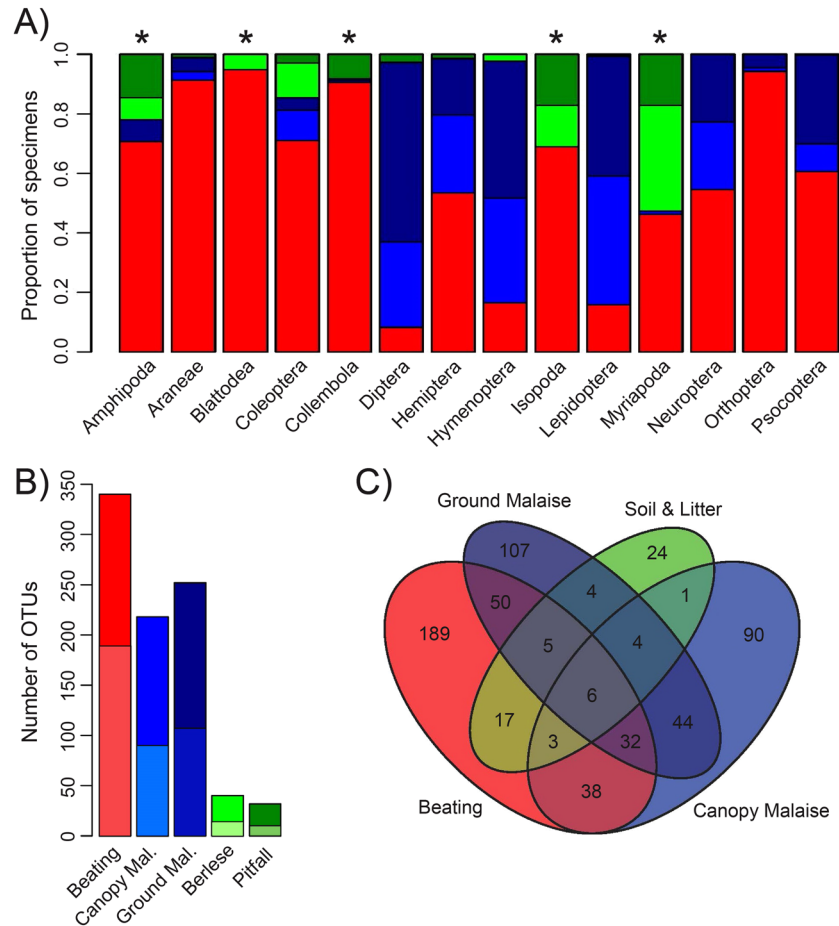 A)
* * * * *
Proportion of specimens
1.0
0.8
0.6
0.4
0.2
0.0
Amphipoda
Araneae
Blattodea
Coleoptera
Collembola
Diptera
Hemiptera
Hymenoptera
Isopoda
Lepidoptera
Myriapoda
Neuroptera
Orthoptera
Psocoptera
B)
Number of OTUs
350
300
250
200
150
100
50
0
Beating
Canopy Mal.
Ground Mal.
Berlese
Pitfall
C)
Ground Malaise
Soil & Litter
107
24
50
4
1
189
5
4
90
6
17
3
32
44
38
Beating
Canopy Malaise